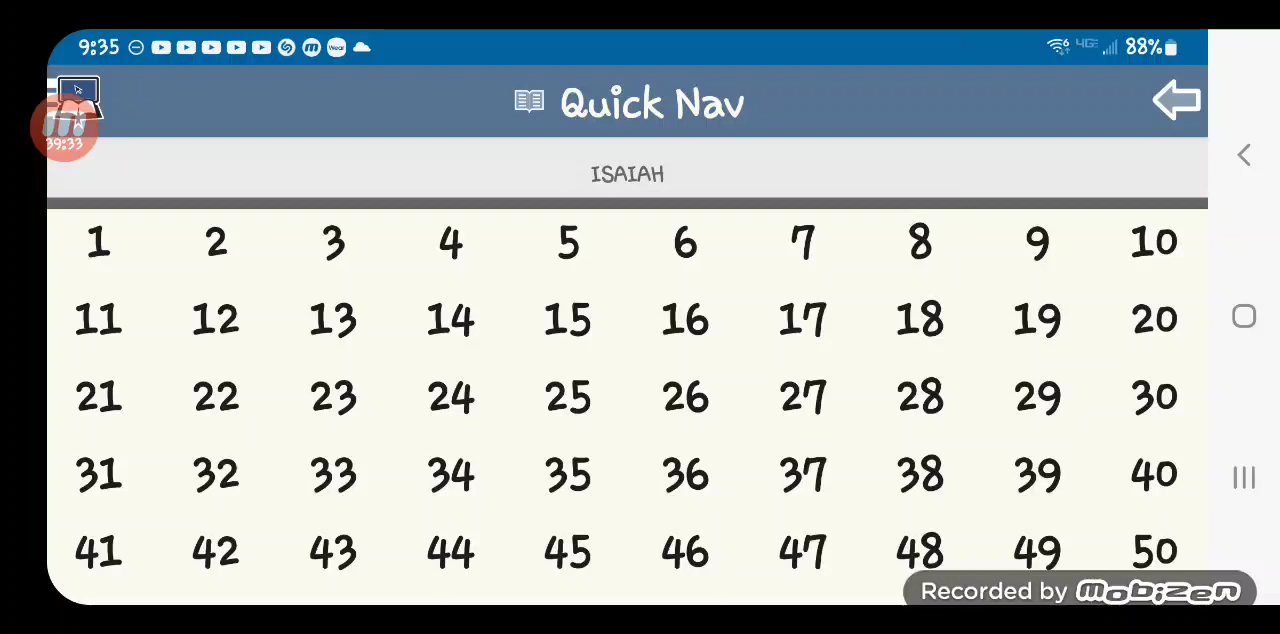 9:35 Wear 4GE 88%
Quick Nav
39:33
ISAIAH
1 2 3 4 5 6 7 8 9 10
11 12 13 14 15 16 17 18 19 20
21 22 23 24 25 26 27 28 29 30
31 32 33 34 35 36 37 38 39 40
41 42 43 44 45 46 47 48 49 50
Recorded by mobizen